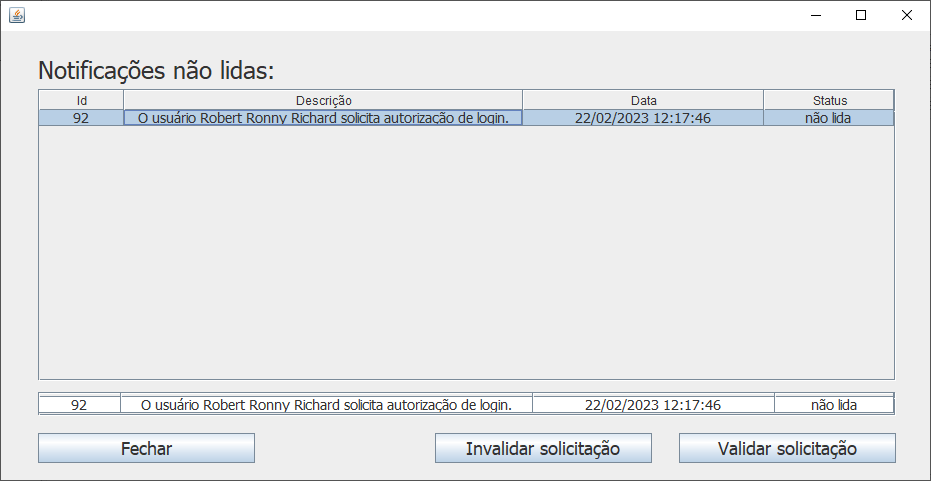 Notificações não lidas:
Id Descrição Data Status
92 O usuário Robert Ronny Richard solicita autorização de login. 22/02/2023 12:17:46 não lida
92 O usuário Robert Ronny Richard solicita autorização de login. 22/02/2023 12:17:46 não lida
Fechar Invalidar solicitação Validar solicitação